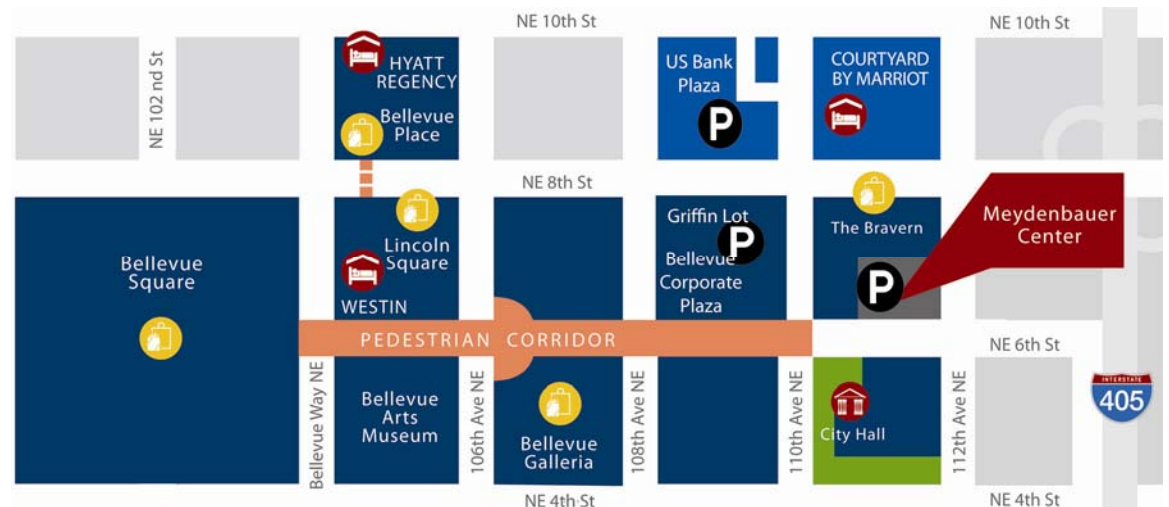 NE 10th St
NE 10th St
NE 102 nd St
HYATT
REGENCY
Bellevue
Place
US Bank
Plaza
P
COURTYARD
BY MARRIOT
NE 8th St
Bellevue
Square
Lincoln
Square
WESTIN
Griffin Lot
P
Bellevue
Corporate
Plaza
The Bravern
P
Meydenbauer
Center
PEDESTRIAN CORRIDOR
NE 6th St
Bellevue Way NE
Bellevue
Arts
Museum
106th Ave NE
Bellevue
Galleria
108th Ave NE
110th Ave NE
City Hall
112th Ave NE
INTERSTATE
405
NE 4th St
NE 4th St